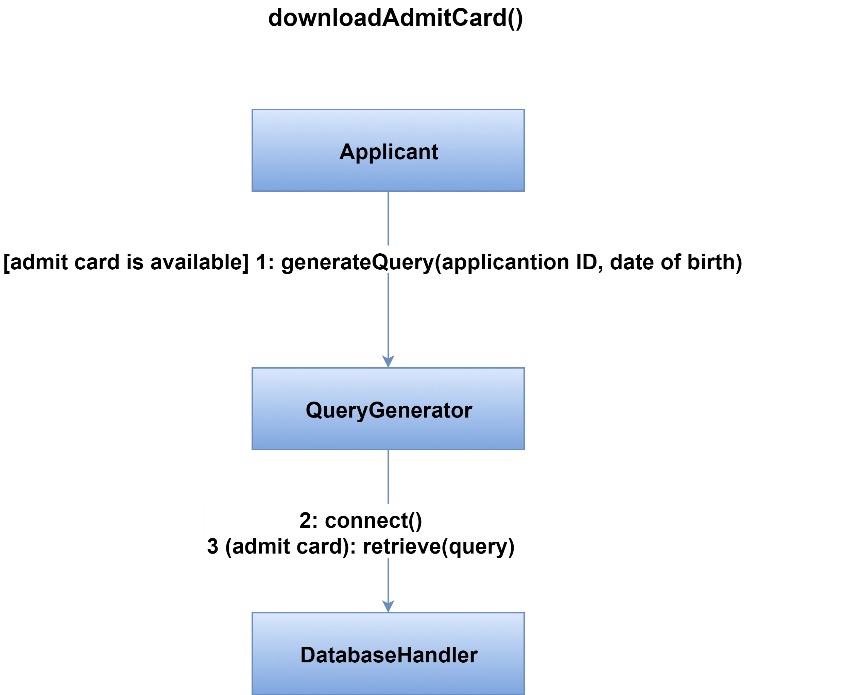 downloadAdmitCard()
Applicant
[admit card is available] 1: generateQuery(applicantion ID, date of birth)
QueryGenerator
2: connect()
3 (admit card): retrieve(query)
DatabaseHandler